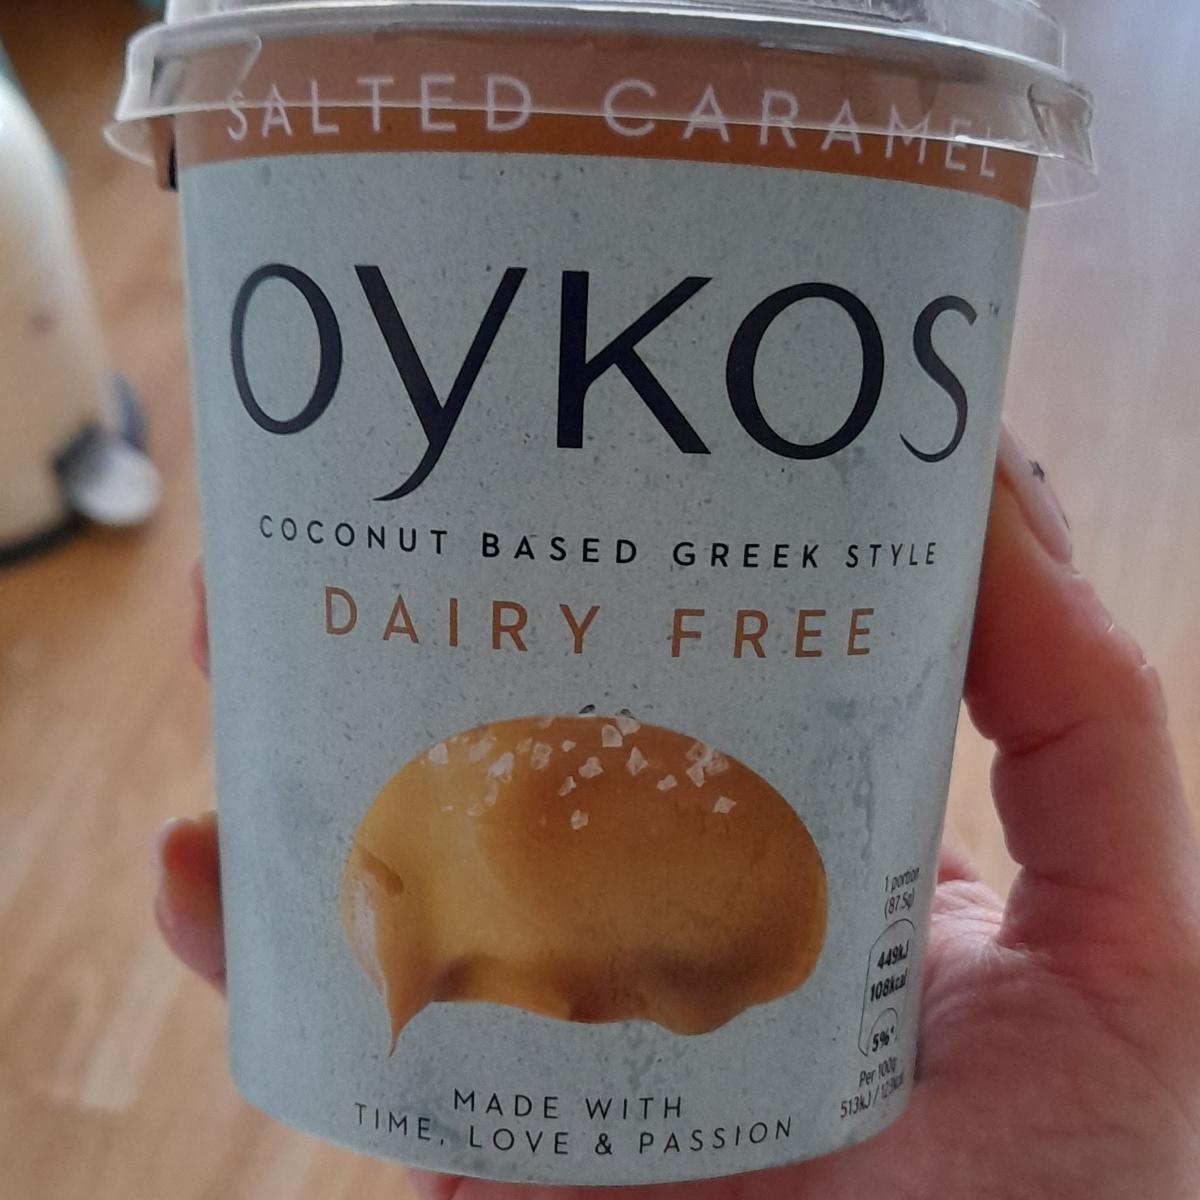 SALTED CARAMEL
OYKOS™
COCONUT BASED GREEK STYLE
DAIRY FREE
1 portion
(87.5g)
449kJ
108kcal
5%*
Per 100g
513kJ /
MADE WITH
TIME, LOVE & PASSION